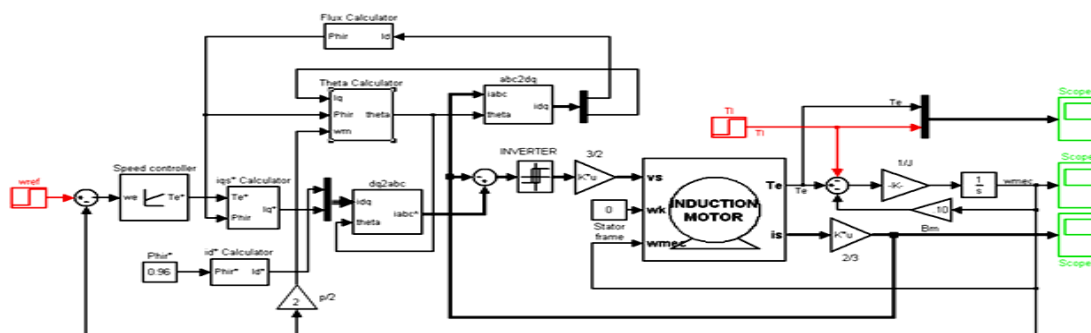 Flux Calculator
Phir Id
Theta Calculator
Iq
Phir theta
wm
abc2dq
iabc
idq
theta
Scope
Te
Tl
Tl
INVERTER
3/2
K*u
1/J
-K-
1
s
wmec
Scope
Speed controller
wref
we Te*
iqs* Calculator
Te*
Iq*
Phir
dq2abc
idq
iabc*
theta
vs
Te
Te
INDUCTION
MOTOR
0
wk
Stator
frame
wmec
is
K*u
2/3
10
Bm
Scope
id* Calculator
Phir*
0.96
Phir* Id*
2
p/2